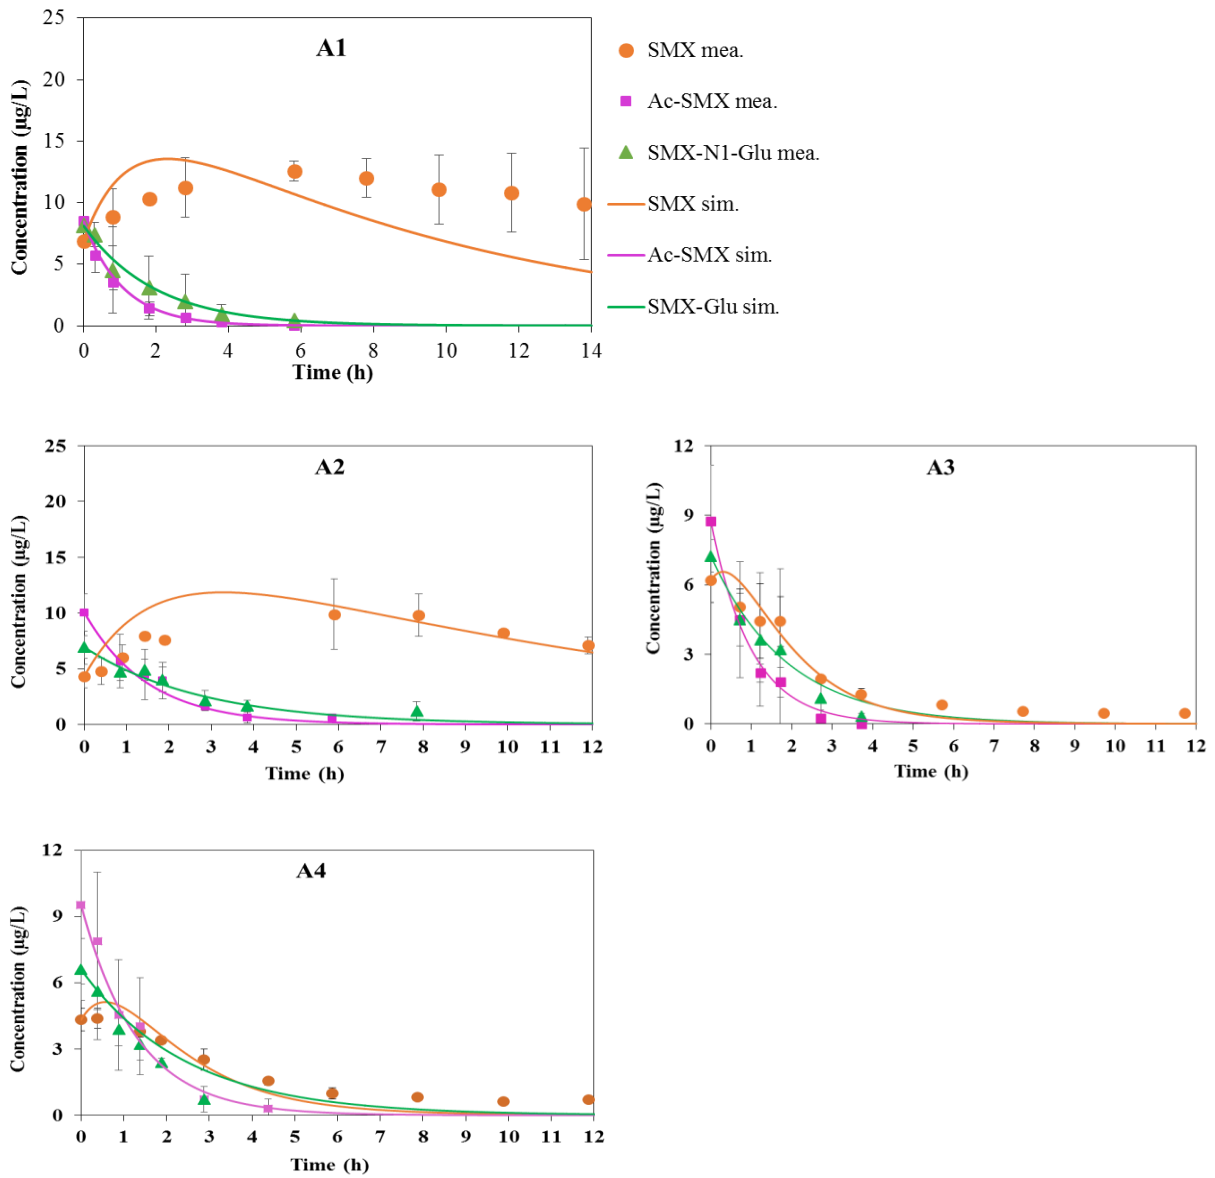 A1
Concentration (µg/L)
25
20
15
10
5
0
0 2 4 6 8 10 12 14
Time (h)
SMX mea.
Ac-SMX mea.
SMX-N1-Glu mea.
SMX sim.
Ac-SMX sim.
SMX-Glu sim.
A2
Concentration (µg/L)
25
20
15
10
5
0
0 1 2 3 4 5 6 7 8 9 10 11 12
Time (h)
A3
Concentration (µg/L)
12
9
6
3
0
0 1 2 3 4 5 6 7 8 9 10 11 12
Time (h)
A4
Concentration (µg/L)
12
9
6
3
0
0 1 2 3 4 5 6 7 8 9 10 11 12
Time (h)